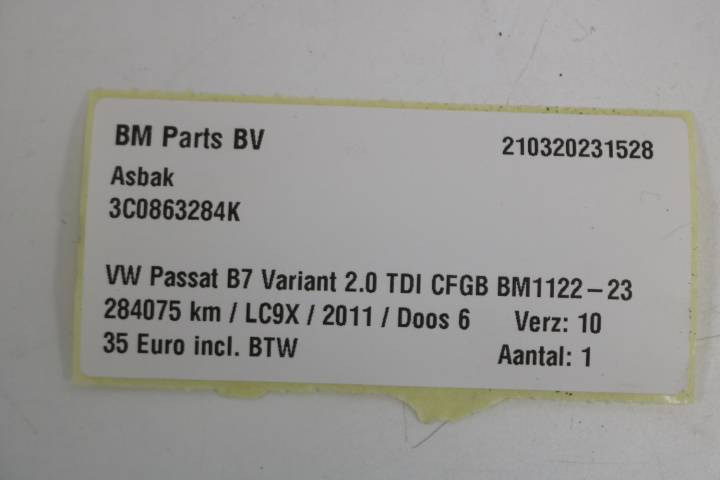 BM Parts BV 210320231528
Asbak
3C0863284K
VW Passat B7 Variant 2.0 TDI CFGB BM1122-23
284075 km / LC9X / 2011 / Doos 6 Verz: 10
35 Euro incl. BTW Aantal: 1